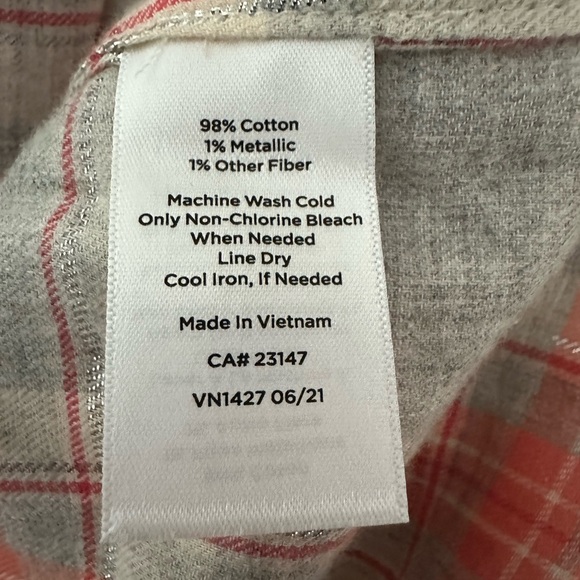 98% Cotton
1% Metallic
1% Other Fiber
Machine Wash Cold
Only Non-Chlorine Bleach
When Needed
Line Dry
Cool Iron, If Needed
Made In Vietnam
CA# 23147
VN1427 06/21